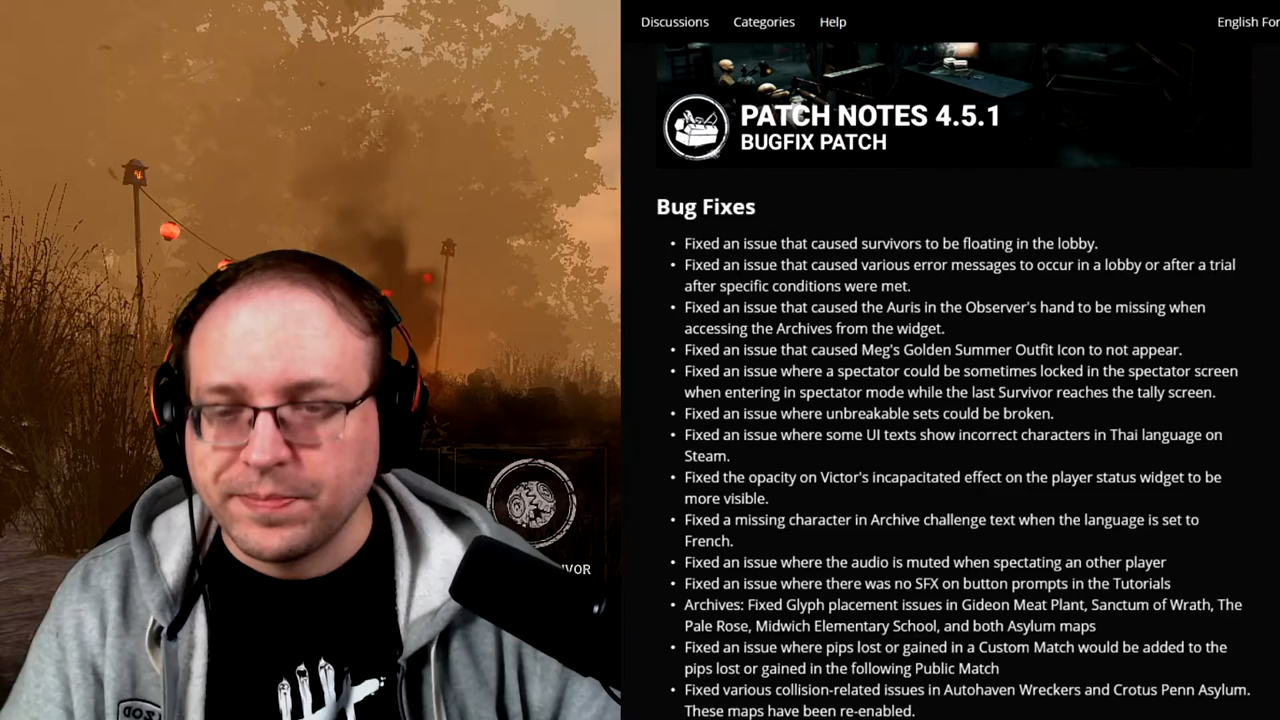 Discussions Categories Help English For
PATCH NOTES 4.5.1
BUGFIX PATCH
Bug Fixes
• Fixed an issue that caused survivors to be floating in the lobby.
• Fixed an issue that caused various error messages to occur in a lobby or after a trial
after specific conditions were met.
• Fixed an issue that caused the Auris in the Observer's hand to be missing when
accessing the Archives from the widget.
• Fixed an issue that caused Meg's Golden Summer Outfit Icon to not appear.
• Fixed an issue where a spectator could be sometimes locked in the spectator screen
when entering in spectator mode while the last Survivor reaches the tally screen.
• Fixed an issue where unbreakable sets could be broken.
• Fixed an issue where some UI texts show incorrect characters in Thai language on
Steam.
• Fixed the opacity on Victor's incapacitated effect on the player status widget to be
more visible.
• Fixed a missing character in Archive challenge text when the language is set to
French.
• Fixed an issue where the audio is muted when spectating an other player
• Fixed an issue where there was no SFX on button prompts in the Tutorials
• Archives: Fixed Glyph placement issues in Gideon Meat Plant, Sanctum of Wrath, The
Pale Rose, Midwich Elementary School, and both Asylum maps
• Fixed an issue where pips lost or gained in a Custom Match would be added to the
pips lost or gained in the following Public Match
• Fixed various collision-related issues in Autohaven Wreckers and Crotus Penn Asylum.
These maps have been re-enabled.
IZOD